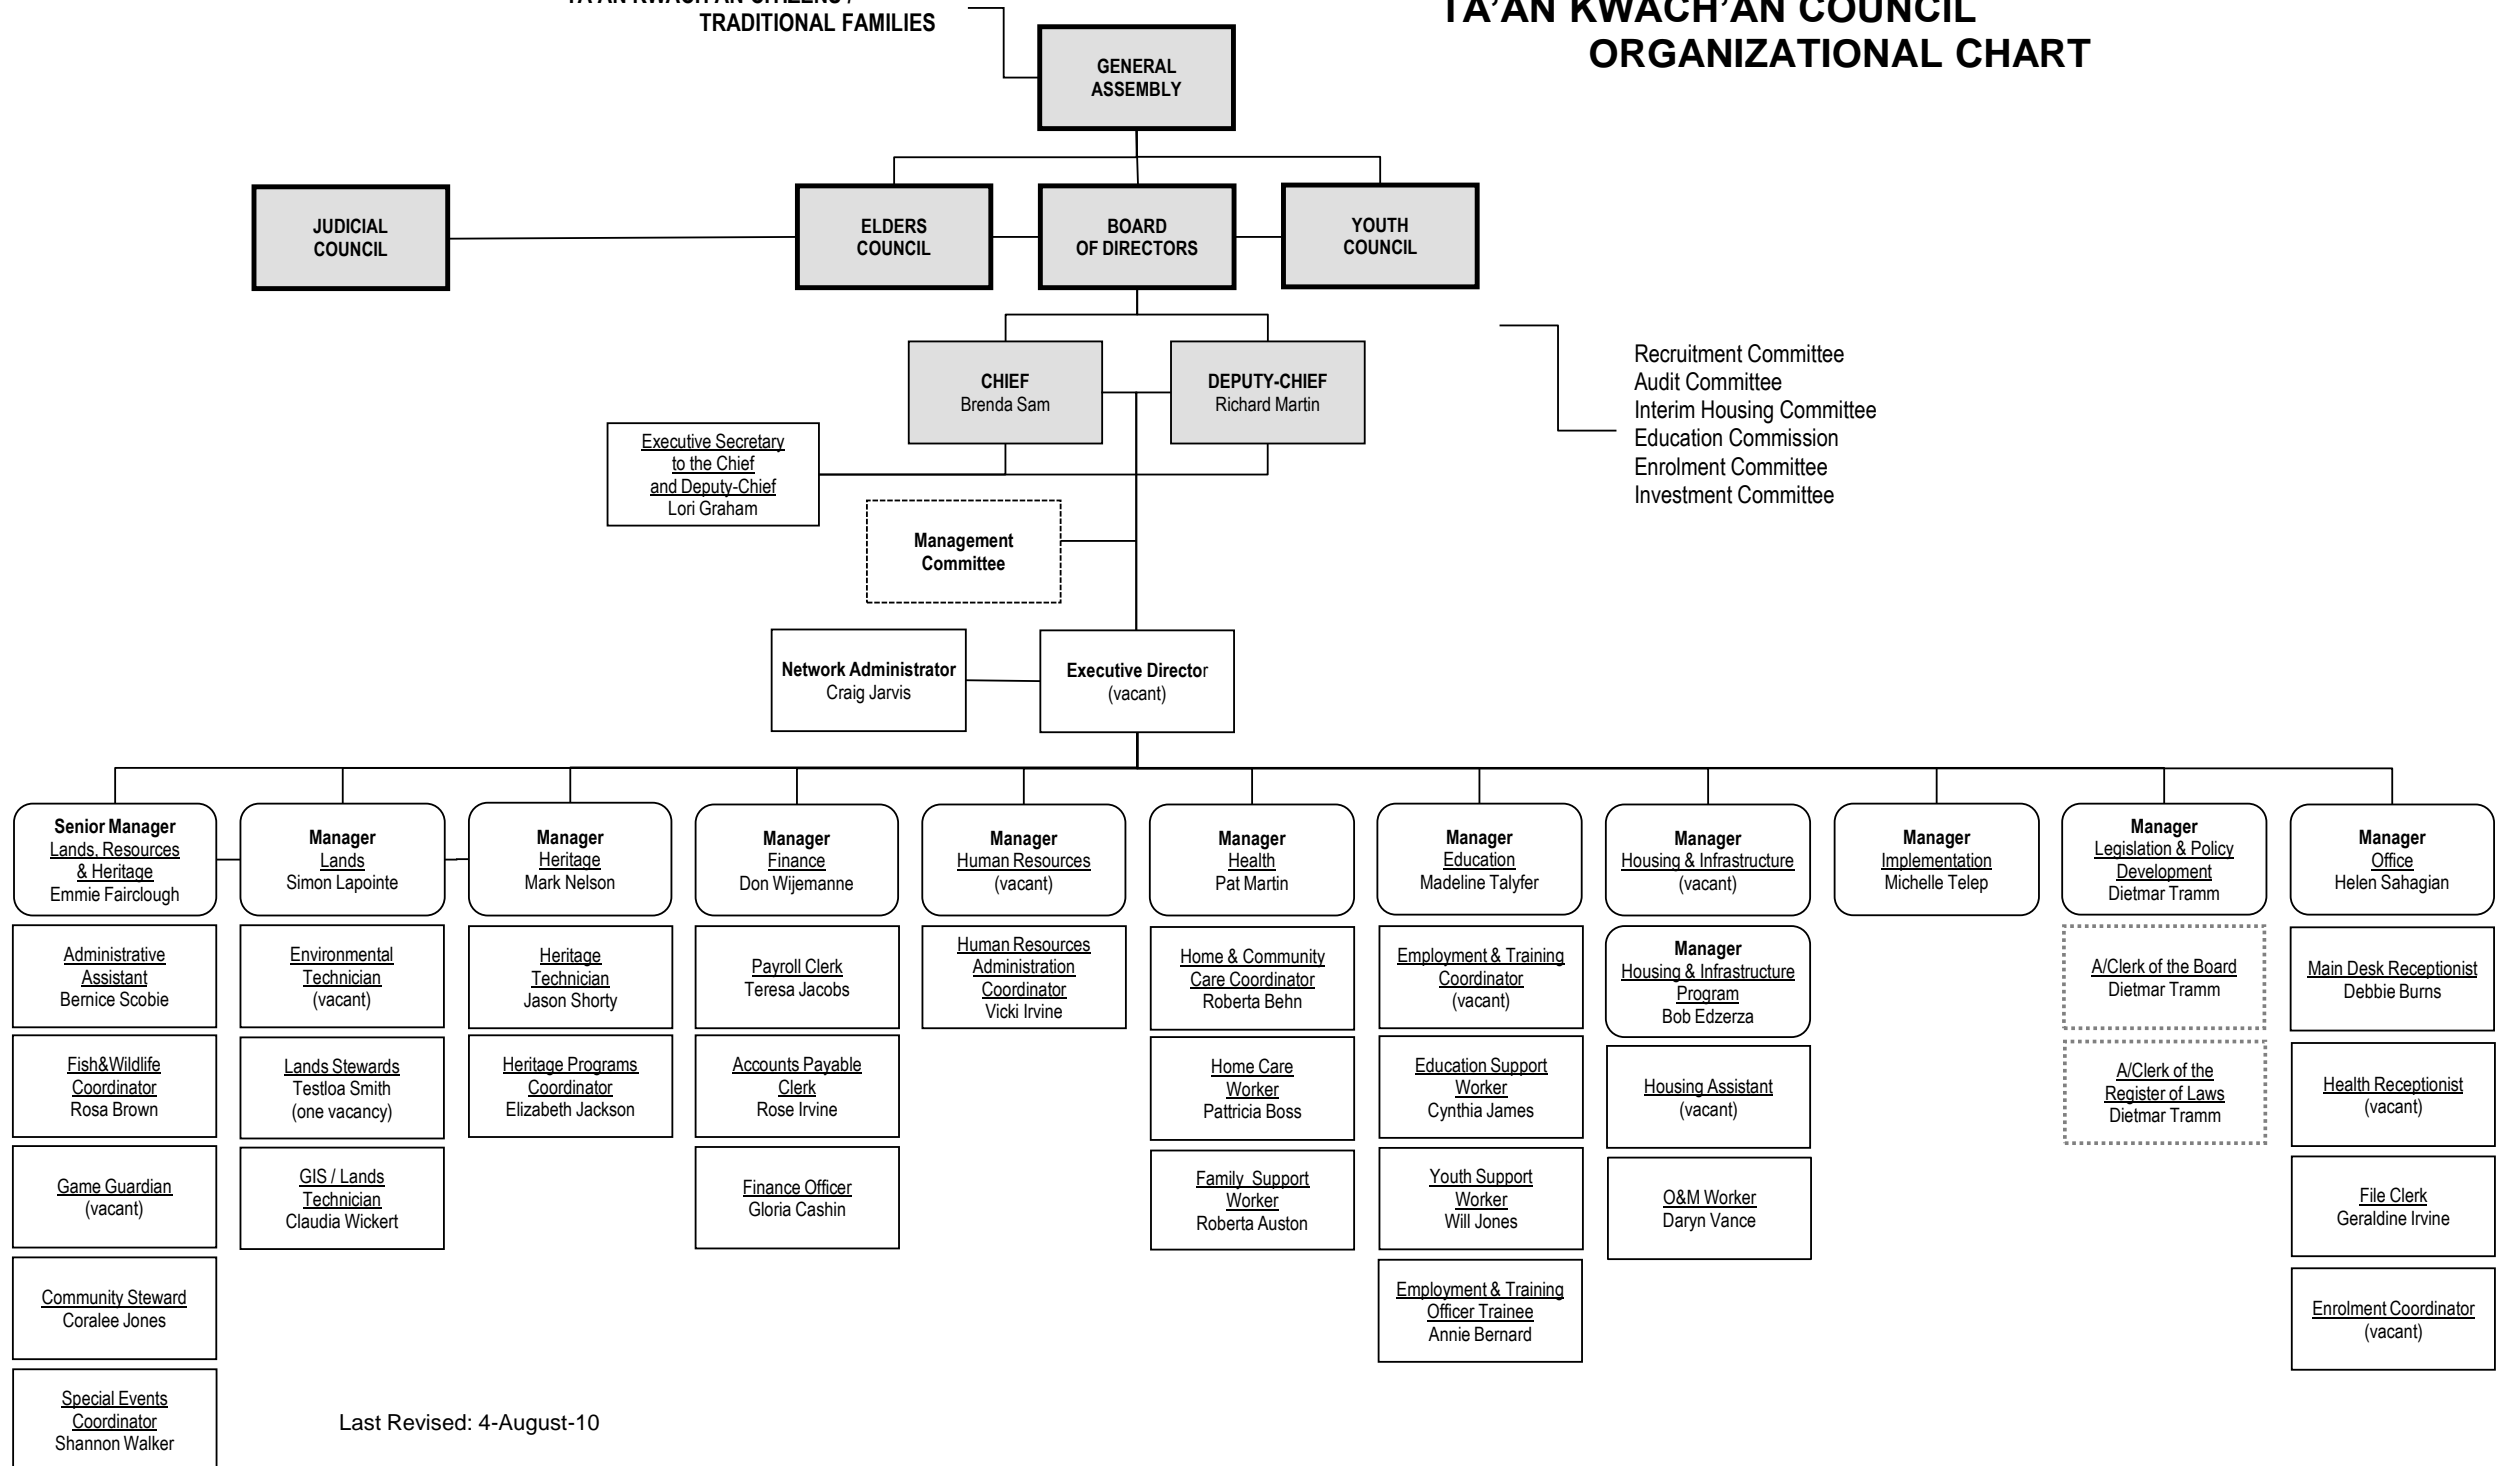 TA'AN KWACH'AN CITIZENS /
TRADITIONAL FAMILIES
TA'AN KWACH'AN COUNCIL
ORGANIZATIONAL CHART
GENERAL
ASSEMBLY
JUDICIAL
COUNCIL
ELDERS
COUNCIL
BOARD
OF DIRECTORS
YOUTH
COUNCIL
CHIEF
Brenda Sam
DEPUTY-CHIEF
Richard Martin
Recruitment Committee
Audit Committee
Interim Housing Committee
Education Commission
Enrolment Committee
Investment Committee
Executive Secretary
to the Chief
and Deputy-Chief
Lori Graham
Management
Committee
Network Administrator
Craig Jarvis
Executive Director
(vacant)
Senior Manager
Lands, Resources
& Heritage
Emmie Fairclough
Manager
Lands
Simon Lapointe
Manager
Heritage
Mark Nelson
Manager
Finance
Don Wijemanne
Manager
Human Resources
(vacant)
Manager
Health
Pat Martin
Manager
Education
Madeline Talyfer
Manager
Housing & Infrastructure
(vacant)
Manager
Implementation
Michelle Telep
Manager
Legislation & Policy
Development
Dietmar Tramm
Manager
Office
Helen Sahagian
Administrative
Assistant
Bernice Scobie
Environmental
Technician
(vacant)
Heritage
Technician
Jason Shorty
Payroll Clerk
Teresa Jacobs
Human Resources
Administration
Coordinator
Vicki Irvine
Home & Community
Care Coordinator
Roberta Behn
Employment & Training
Coordinator
(vacant)
Manager
Housing & Infrastructure
Program
Bob Edzerza
A/Clerk of the Board
Dietmar Tramm
Main Desk Receptionist
Debbie Burns
Fish&Wildlife
Coordinator
Rosa Brown
Lands Stewards
Testloa Smith
(one vacancy)
Heritage Programs
Coordinator
Elizabeth Jackson
Accounts Payable
Clerk
Rose Irvine
Home Care
Worker
Pattricia Boss
Education Support
Worker
Cynthia James
Housing Assistant
(vacant)
A/Clerk of the
Register of Laws
Dietmar Tramm
Health Receptionist
(vacant)
Game Guardian
(vacant)
GIS / Lands
Technician
Claudia Wickert
Finance Officer
Gloria Cashin
Family Support
Worker
Roberta Auston
Youth Support
Worker
Will Jones
O&M Worker
Daryn Vance
File Clerk
Geraldine Irvine
Community Steward
Coralee Jones
Employment & Training
Officer Trainee
Annie Bernard
Enrolment Coordinator
(vacant)
Special Events
Coordinator
Shannon Walker
Last Revised: 4-August-10